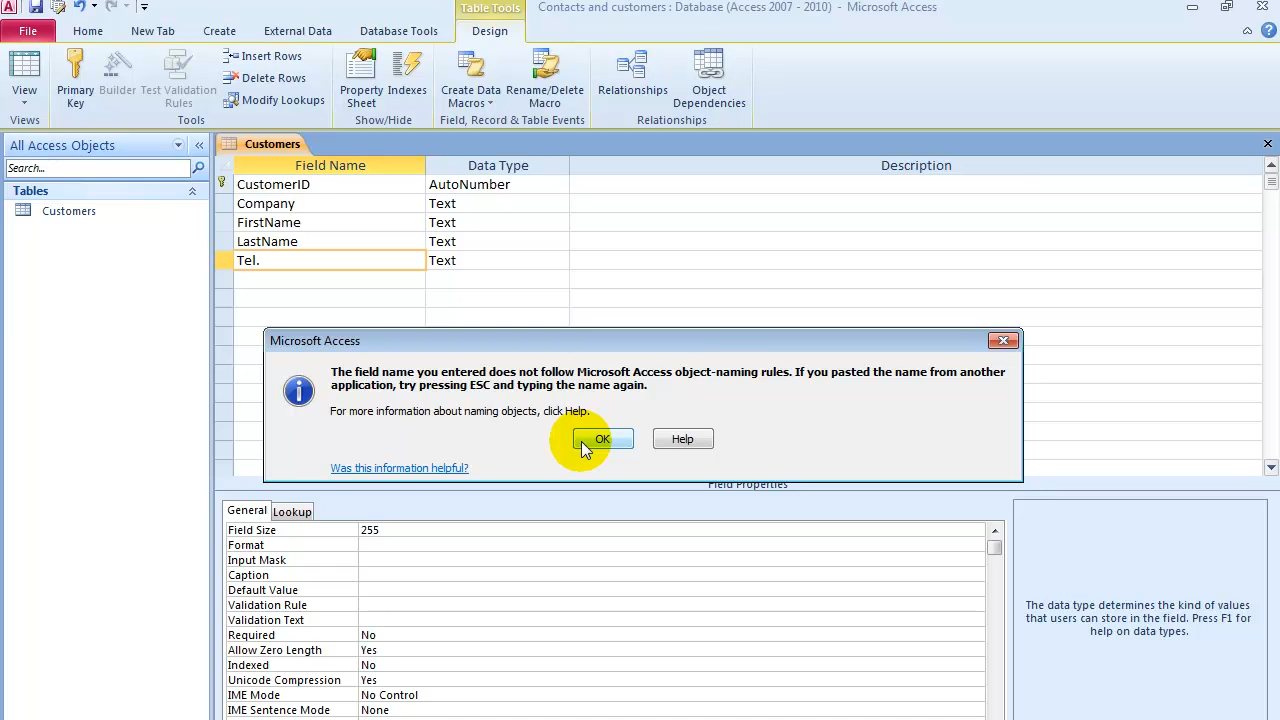 Table Tools
Contacts and customers : Database (Access 2007 - 2010) - Microsoft Access
File
Home
New Tab
Create
External Data
Database Tools
Design
View
Primary Key
Builder
Test Validation Rules
Insert Rows
Delete Rows
Modify Lookups
Property Sheet
Indexes
Create Data Macros
Rename/Delete Macro
Relationships
Object Dependencies
Views
Tools
Show/Hide
Field, Record & Table Events
Relationships
All Access Objects
Search...
Tables
Customers
Customers
Field Name
Data Type
Description
CustomerID
AutoNumber
Company
Text
FirstName
Text
LastName
Text
Tel.
Text
Microsoft Access
The field name you entered does not follow Microsoft Access object-naming rules. If you pasted the name from another
application, try pressing ESC and typing the name again.
For more information about naming objects, click Help.
OK
Help
Was this information helpful?
Field Properties
General
Lookup
Field Size
255
Format
Input Mask
Caption
Default Value
Validation Rule
Validation Text
Required
No
Allow Zero Length
Yes
Indexed
No
Unicode Compression
Yes
IME Mode
No Control
IME Sentence Mode
None
The data type determines the kind of values
that users can store in the field. Press F1 for
help on data types.